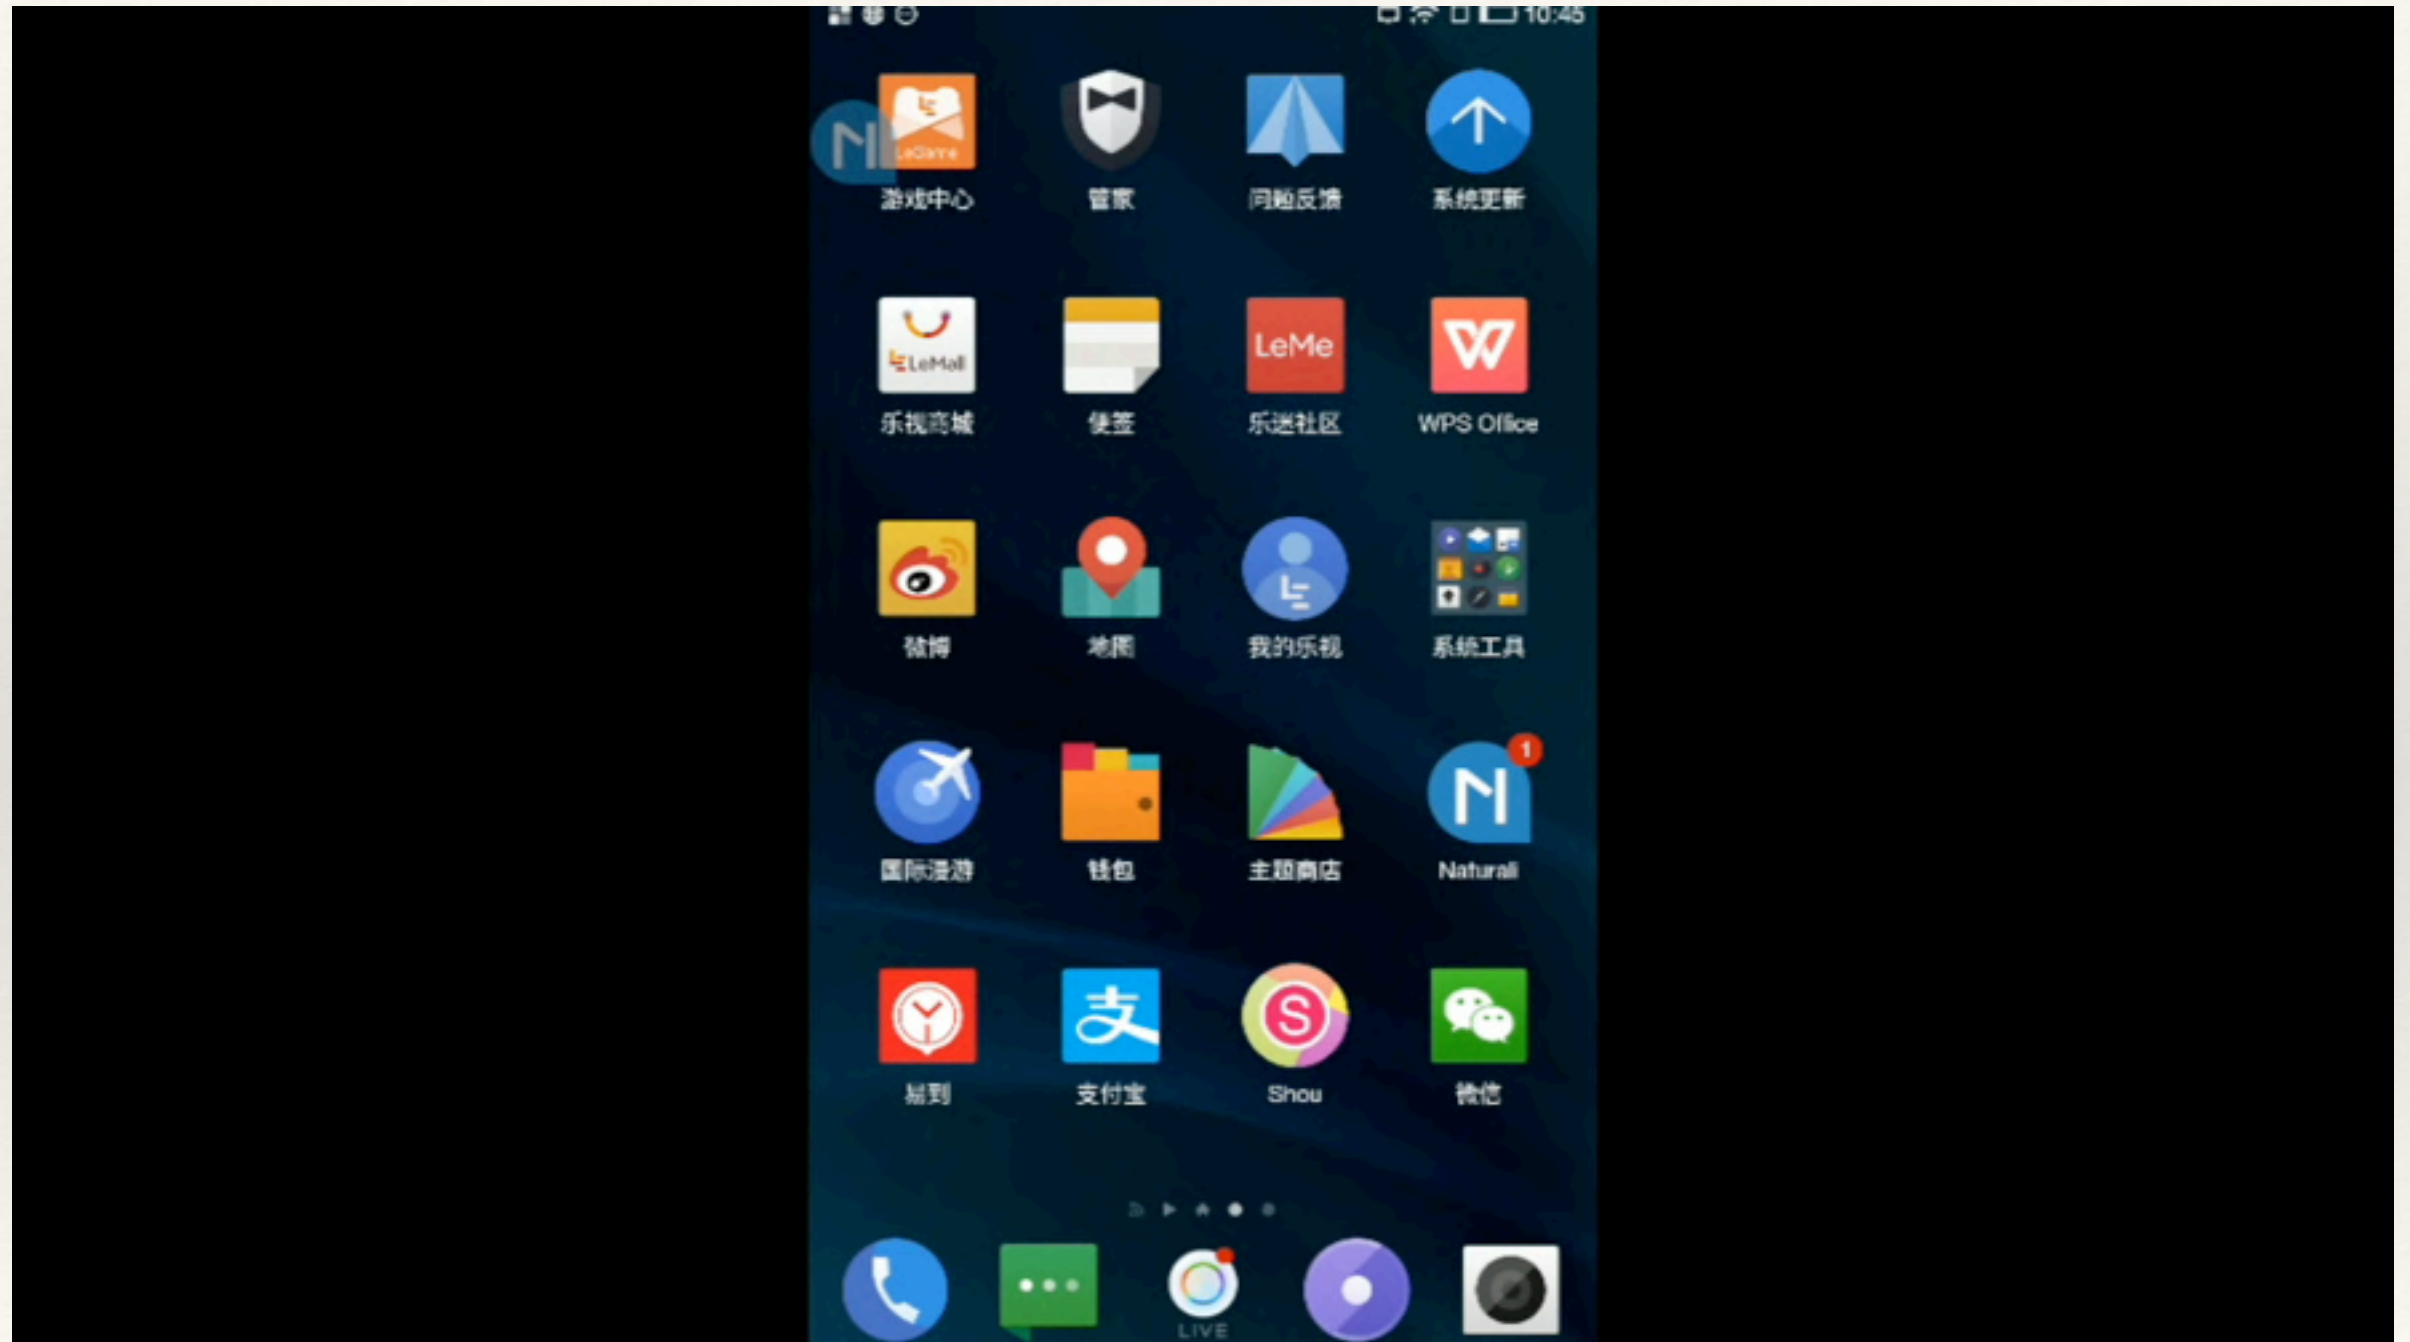 10:45
LeGame
游戏中心
管家
问题反馈
系统更新
LeMall
LeMe
乐视商城
便签
乐迷社区
WPS Office
微博
地图
我的乐视
系统工具
1
N
国际漫游
钱包
主题商店
Naturali
支
S
易到
支付宝
Shou
微信
LIVE